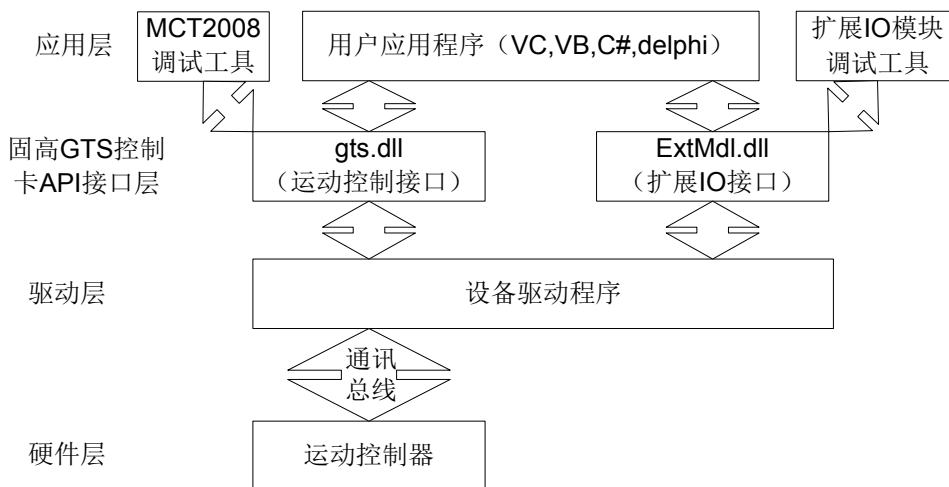 应用层
MCT2008
调试工具
用户应用程序（VC,VB,C#,delphi）
扩展IO模块
调试工具
固高GTS控制
卡API接口层
gts.dll
（运动控制接口）
ExtMdl.dll
（扩展IO接口）
驱动层
设备驱动程序
通讯
总线
硬件层
运动控制器